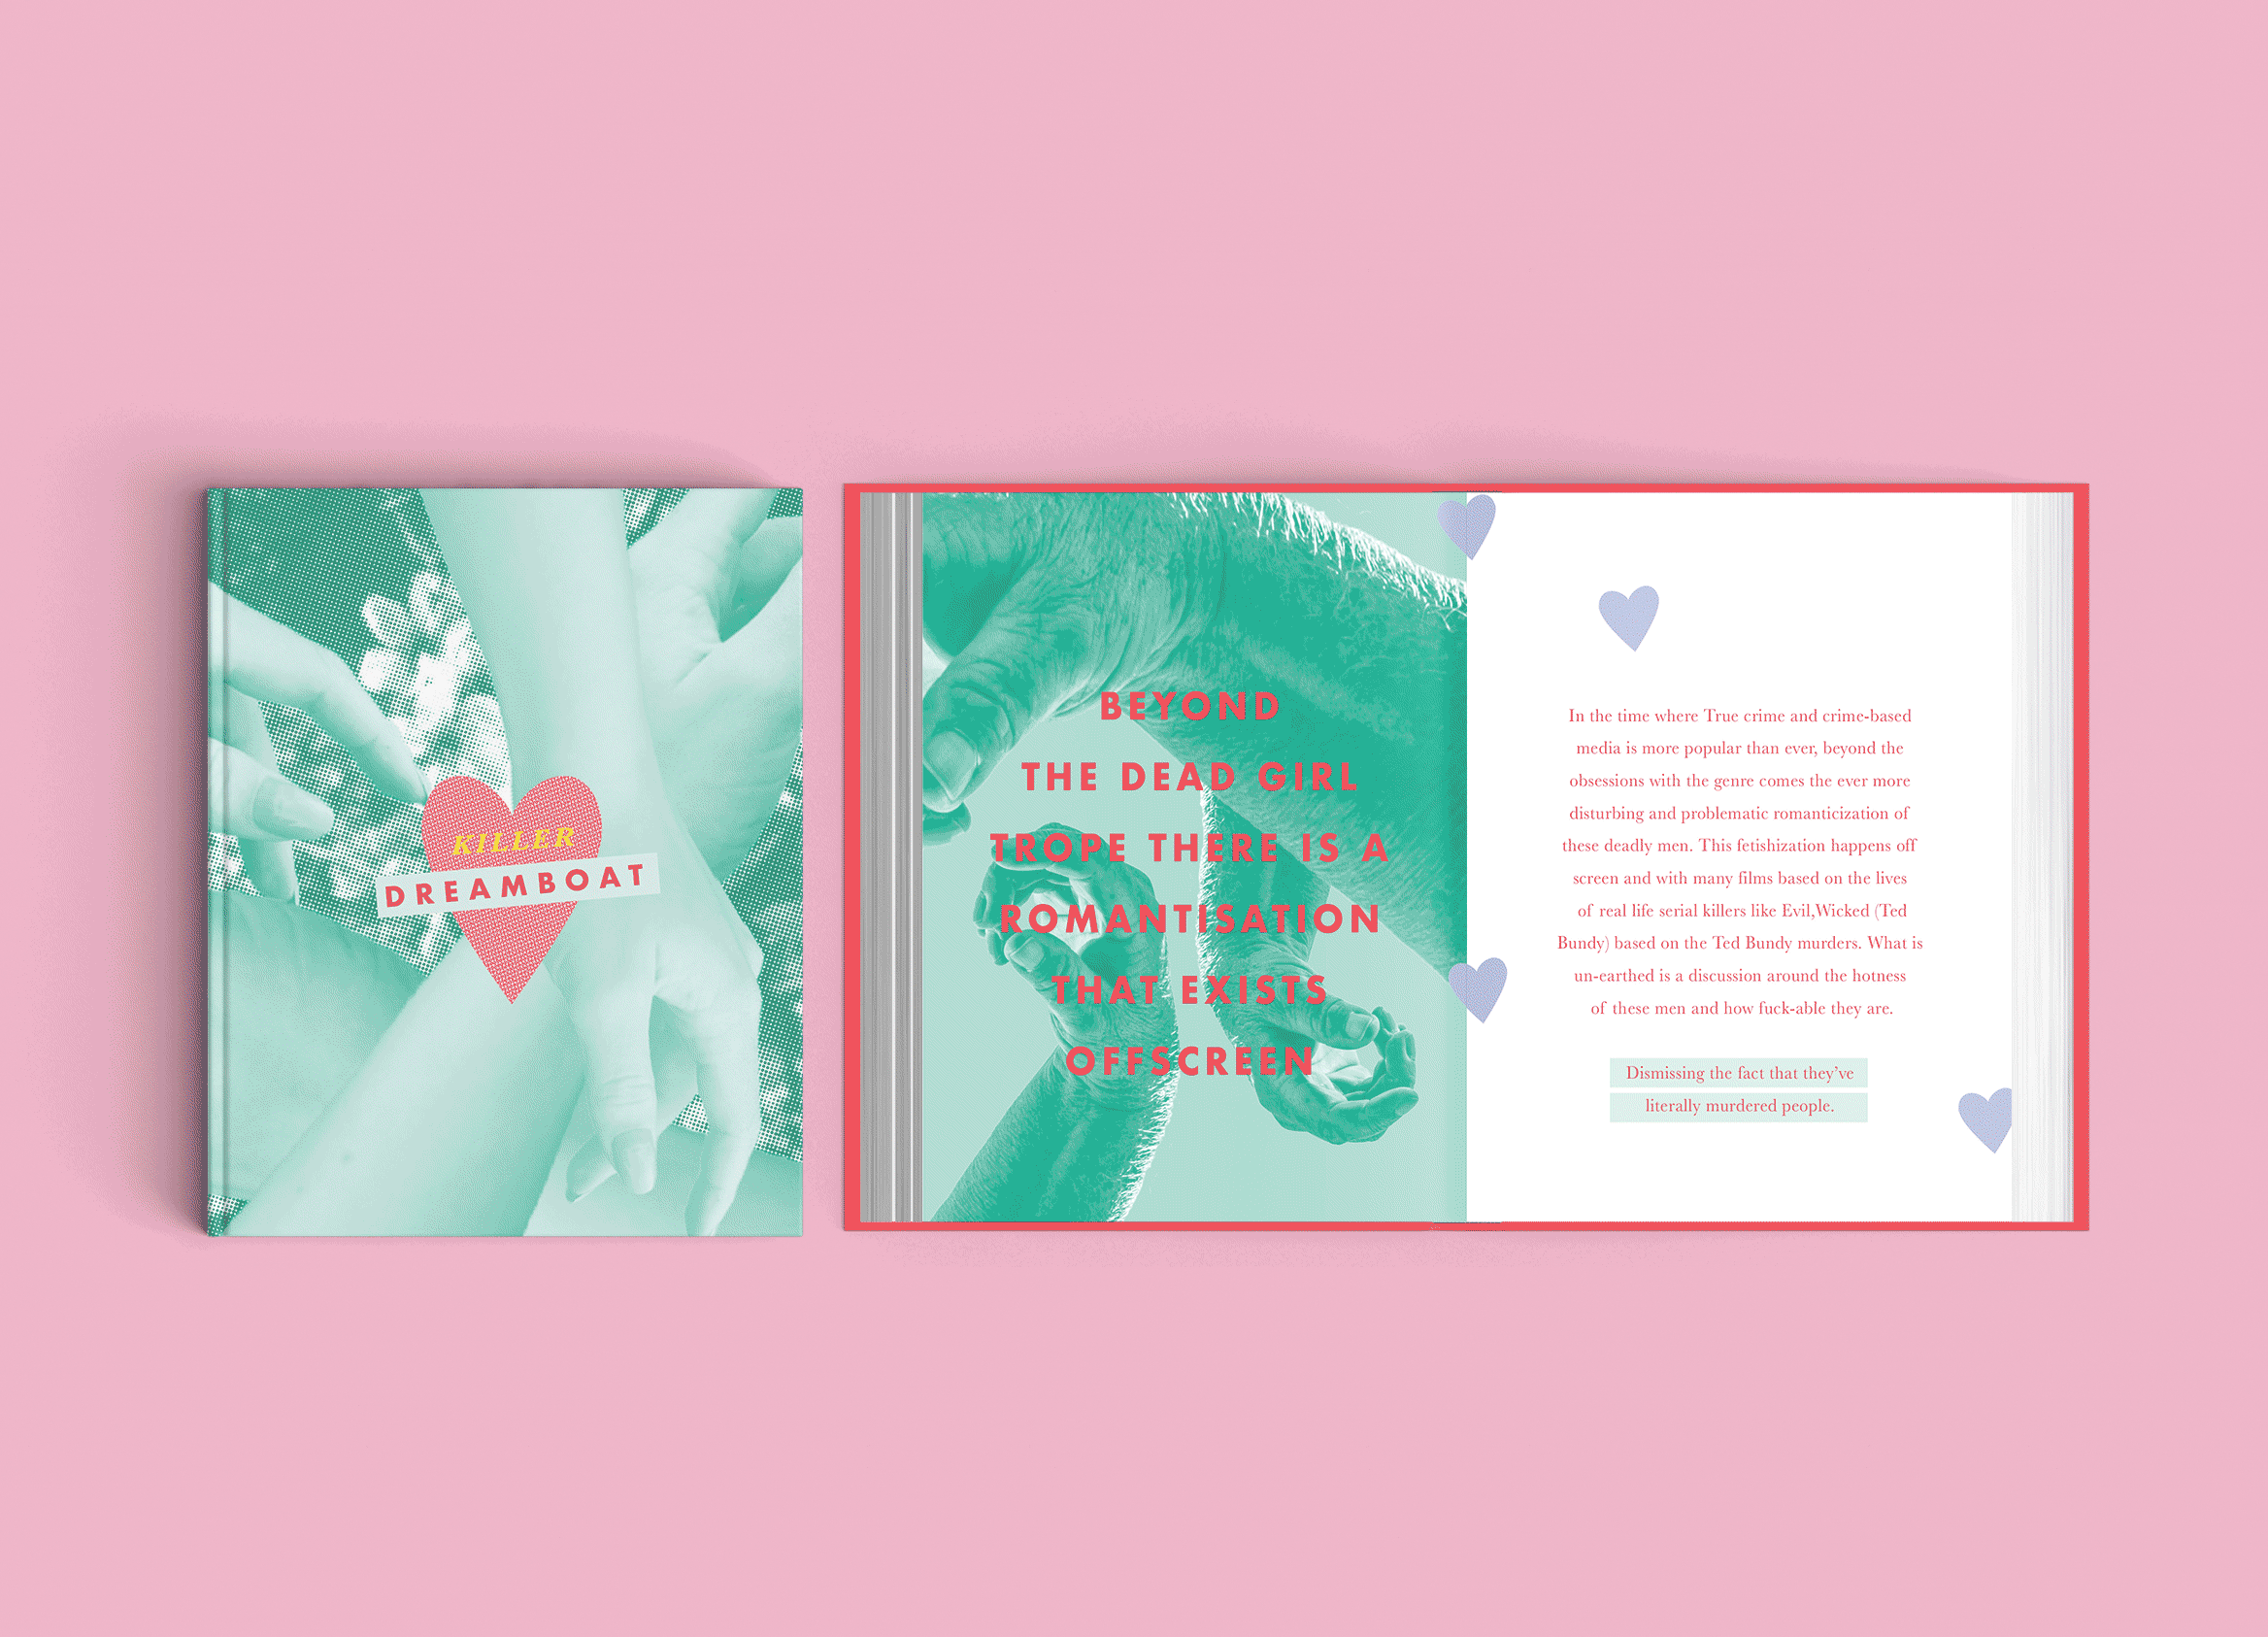 KILLER
DREAMBOAT
BEYOND
THE DEAD GIRL
TROPE THERE IS A
ROMANTISATION
THAT EXISTS
OFFSCREEN
In the time where True crime and crime-based
media is more popular than ever, beyond the
obsessions with the genre comes the ever more
disturbing and problematic romanticization of
these deadly men. This fetishization happens off
screen and with many films based on the lives
of real life serial killers like Evil,Wicked (Ted
Bundy) based on the Ted Bundy murders. What is
un-earthed is a discussion around the hotness
of these men and how fuck-able they are.
Dismissing the fact that they've
literally murdered people.